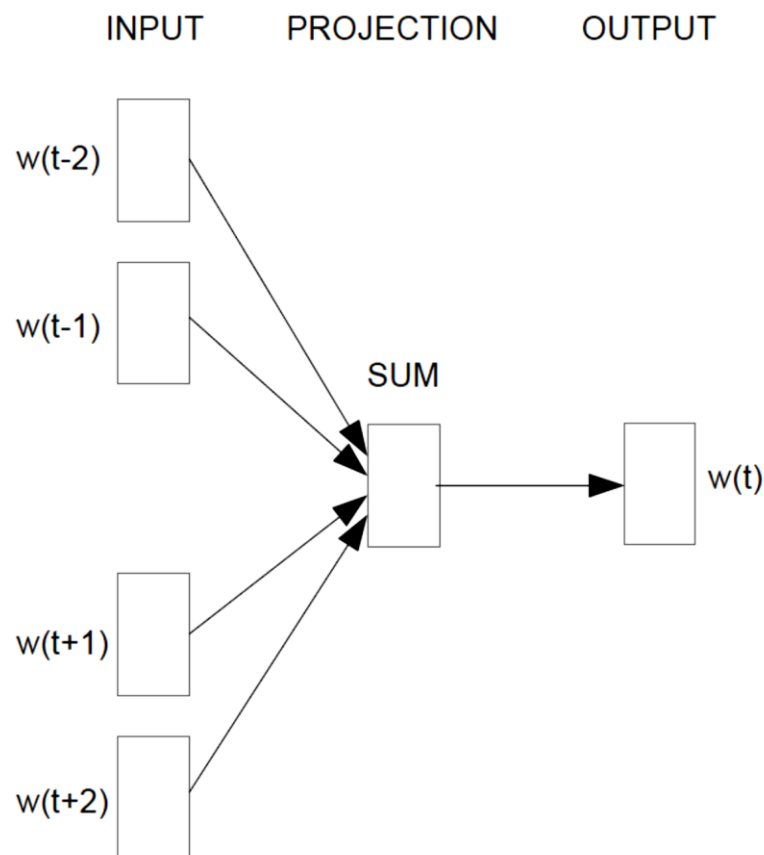 INPUT PROJECTION OUTPUT
w(t-2)
w(t-1)
SUM
w(t)
w(t+1)
w(t+2)